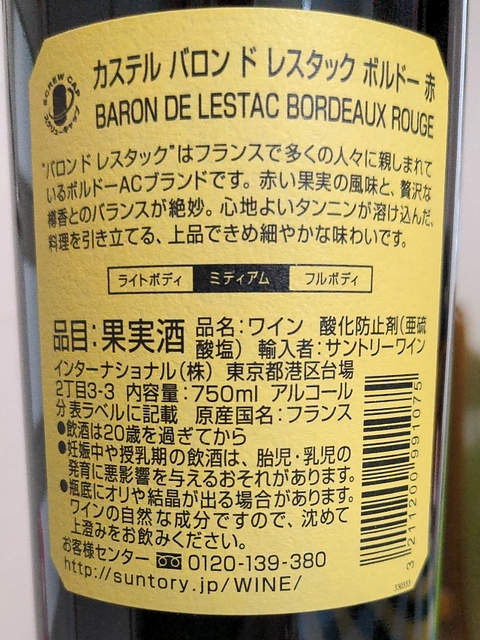 SCREW CAP
スクリューキャップ
カステル バロン ド レスタック ボルドー 赤
BARON DE LESTAC BORDEAUX ROUGE
"バロン ド レスタック"はフランスで多くの人々に親しまれて
いるボルドーACブランドです。赤い果実の風味と、贅沢な
樽香とのバランスが絶妙。心地よいタンニンが溶け込んだ、
料理を引き立てる、上品できめ細やかな味わいです。
ライトボディ ミディアム フルボディ
品目:果実酒 品名:ワイン 酸化防止剤(亜硫
酸塩) 輸入者:サントリーワイン
インターナショナル(株) 東京都港区台場
2丁目3-3 内容量:750ml アルコール
分 表ラベルに記載 原産国名:フランス
●飲酒は20歳を過ぎてから
●妊娠中や授乳期の飲酒は、胎児・乳児の
発育に悪影響を与えるおそれがあります。
●瓶底にオリや結晶が出る場合があります。
ワインの自然な成分ですので、沈めて
上澄みをお飲みください。
お客様センター 0120-139-380
http://suntory.jp/WINE/
3 211200 991075